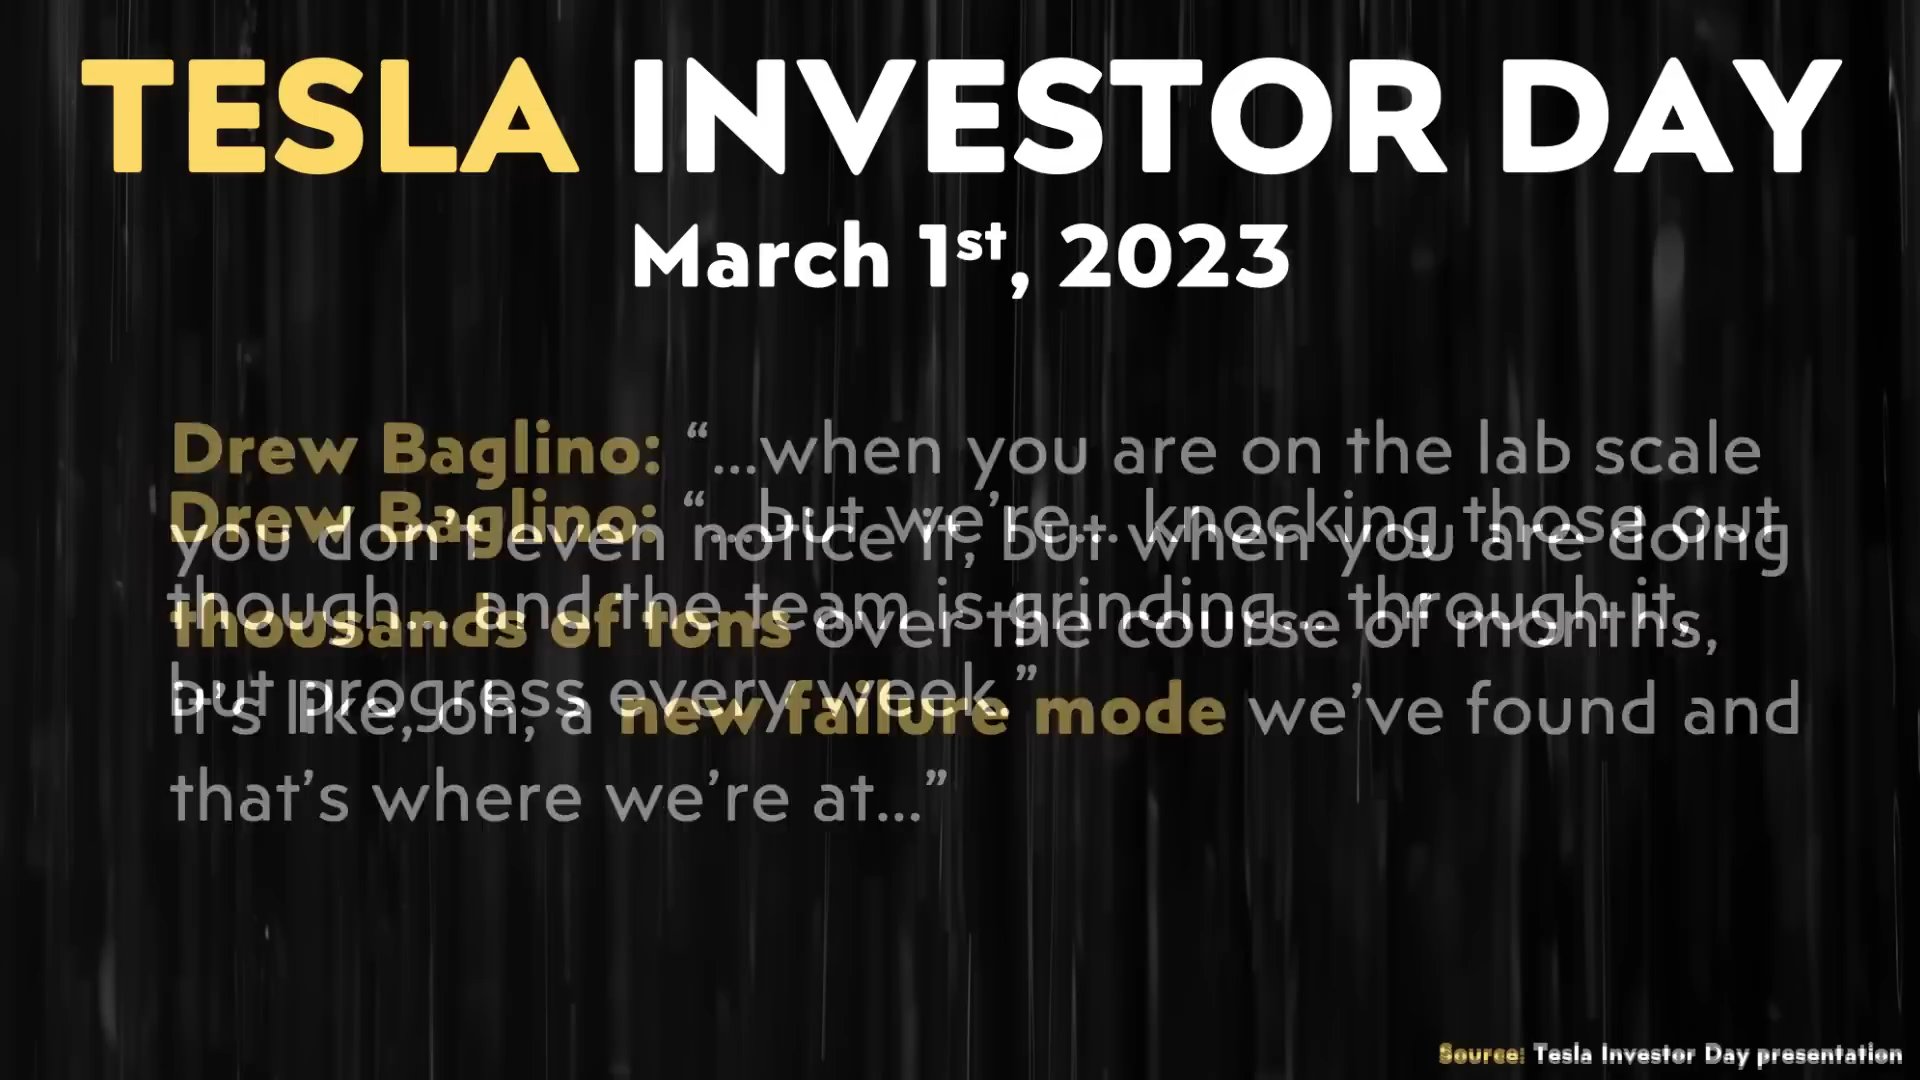 TESLA INVESTOR DAY
March 1st, 2023
Drew Baglino: “...when you are on the lab scale
you don’t even notice it, but when you are doing
thousands of tons over the course of months,
it’s like, oh, a new failure mode we’ve found and
that’s where we’re at...”
Drew Baglino: “...but we’re... knocking those out
though... and the team is grinding... through it,
but progress every week.”
Source: Tesla Investor Day presentation